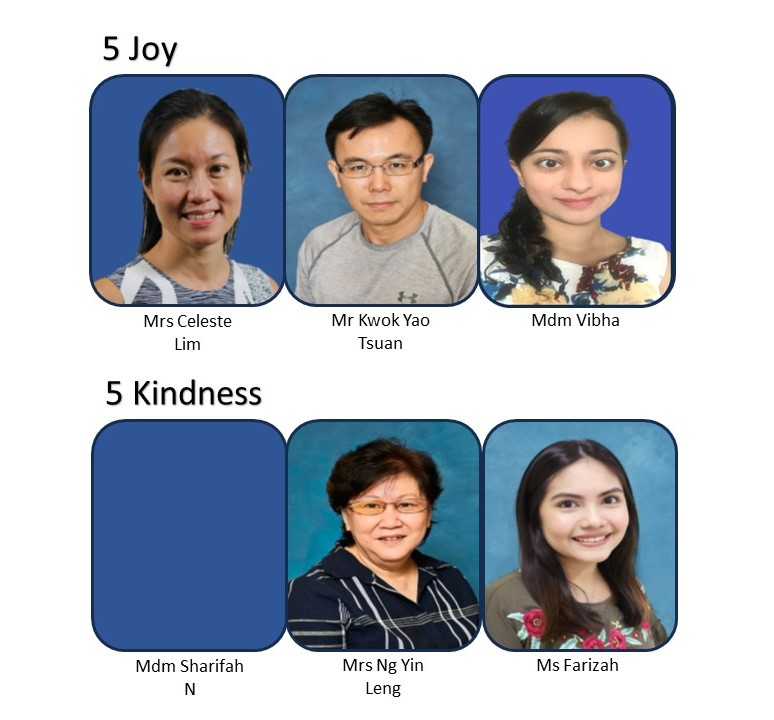 5 Joy
Mrs Celeste
Lim
Mr Kwok Yao
Tsuan
Mdm Vibha
5 Kindness
Mdm Sharifah
N
Mrs Ng Yin
Leng
Ms Farizah